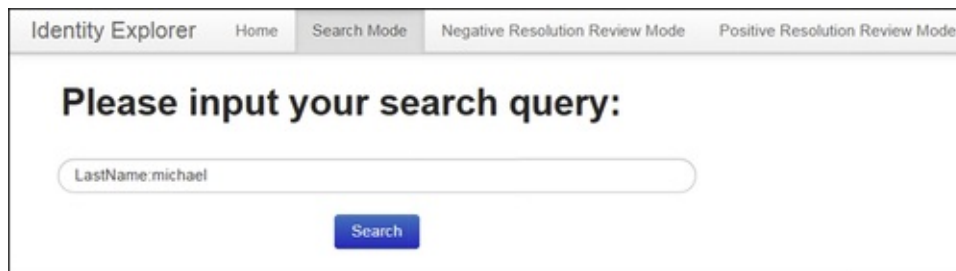 Identity Explorer Home Search Mode Negative Resolution Review Mode Positive Resolution Review Mode
Please input your search query:
LastName:michael
Search